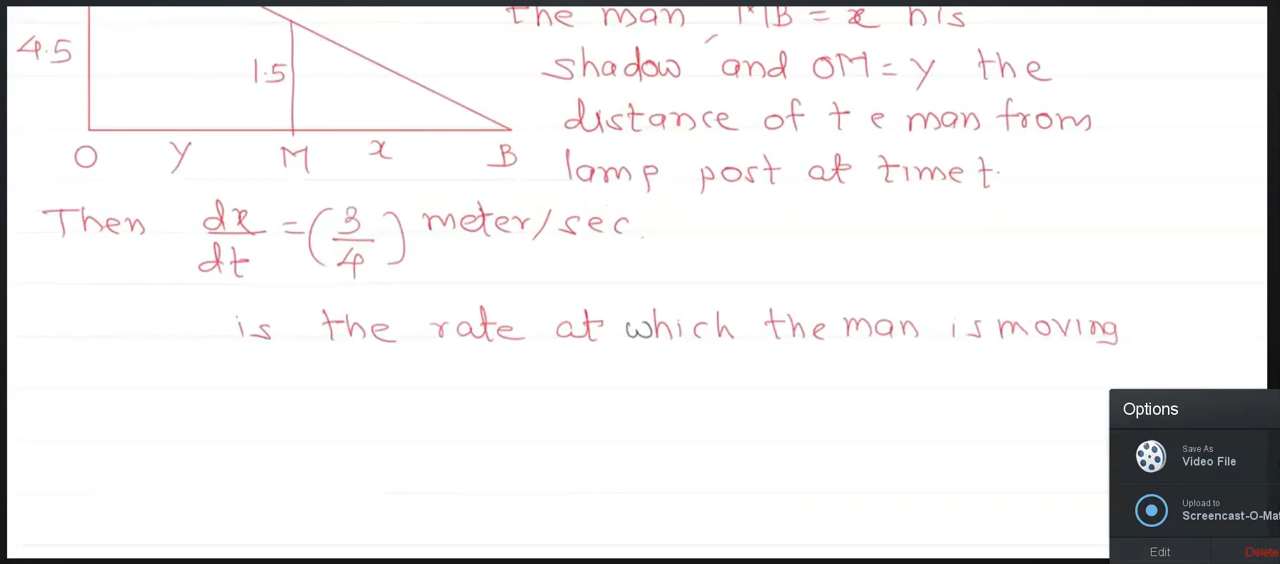 the man MB = x his
4.5
1.5
shadow and OM = y the
distance of t e man from
O y M x B
lamp post at time t.
Then dx/dt = (3/4) meter/sec.
is the rate at which the man is moving
Options
Save As
Video File
Upload to
Screencast-O-Mat
Edit Delete